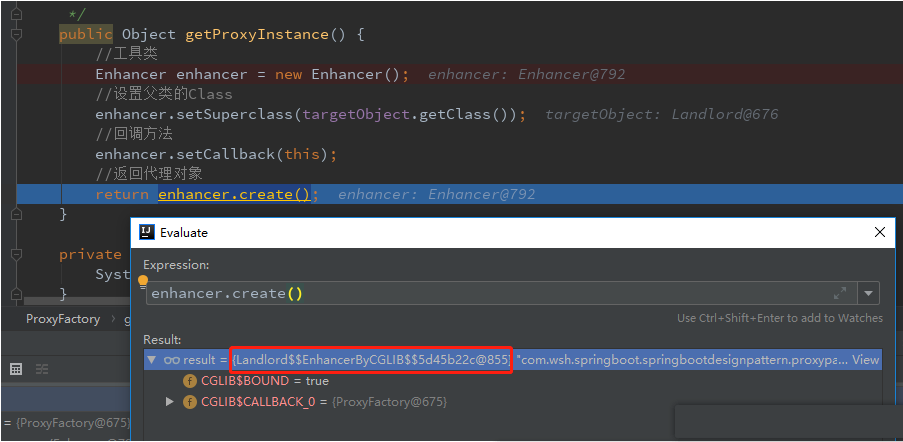 */
public Object getProxyInstance() {
//工具类
Enhancer enhancer = new Enhancer(); enhancer: Enhancer@792
//设置父类的Class
enhancer.setSuperclass(targetObject.getClass()); targetObject: Landlord@676
//回调方法
enhancer.setCallback(this);
//返回代理对象
return enhancer.create(); enhancer: Enhancer@792
}
private
Syst
}
Evaluate
Expression:
enhancer.create()
Use Ctrl+Shift+Enter to add to Watches
ProxyFactory › g
Result:
result = {Landlord$$EnhancerByCGLIB$$5d45b22c@855} "com.wsh.springboot.springbootdesignpattern.proxypa... View
CGLIB$BOUND = true
CGLIB$CALLBACK_0 = {ProxyFactory@675}
= {ProxyFactory@675}